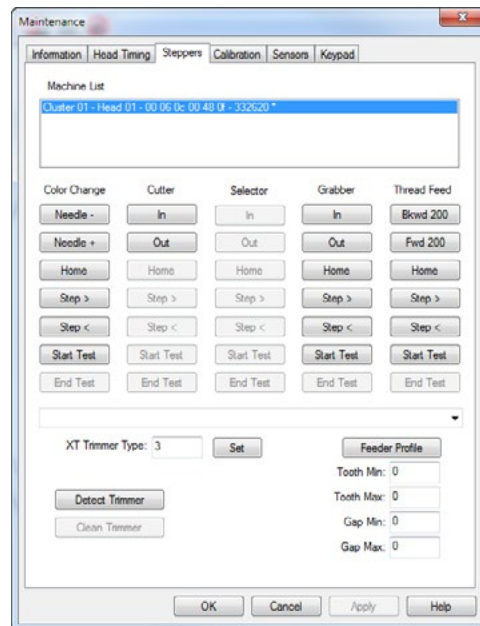 Maintenance
Information Head Timing Steppers Calibration Sensors Keypad
Machine List
Cluster 01 - Head 01 - 00 06 0c 00 48 0f - 332620 *
Color Change Cutter Selector Grabber Thread Feed
Needle - In In In Bkwd 200
Needle + Out Out Out Fwd 200
Home Home Home Home Home
Step > Step > Step > Step > Step >
Step < Step < Step < Step < Step <
Start Test Start Test Start Test Start Test Start Test
End Test End Test End Test End Test End Test
XT Trimmer Type: 3 Set Feeder Profile
Tooth Min: 0
Detect Trimmer Tooth Max: 0
Clean Trimmer Gap Min: 0
Gap Max: 0
OK Cancel Apply Help